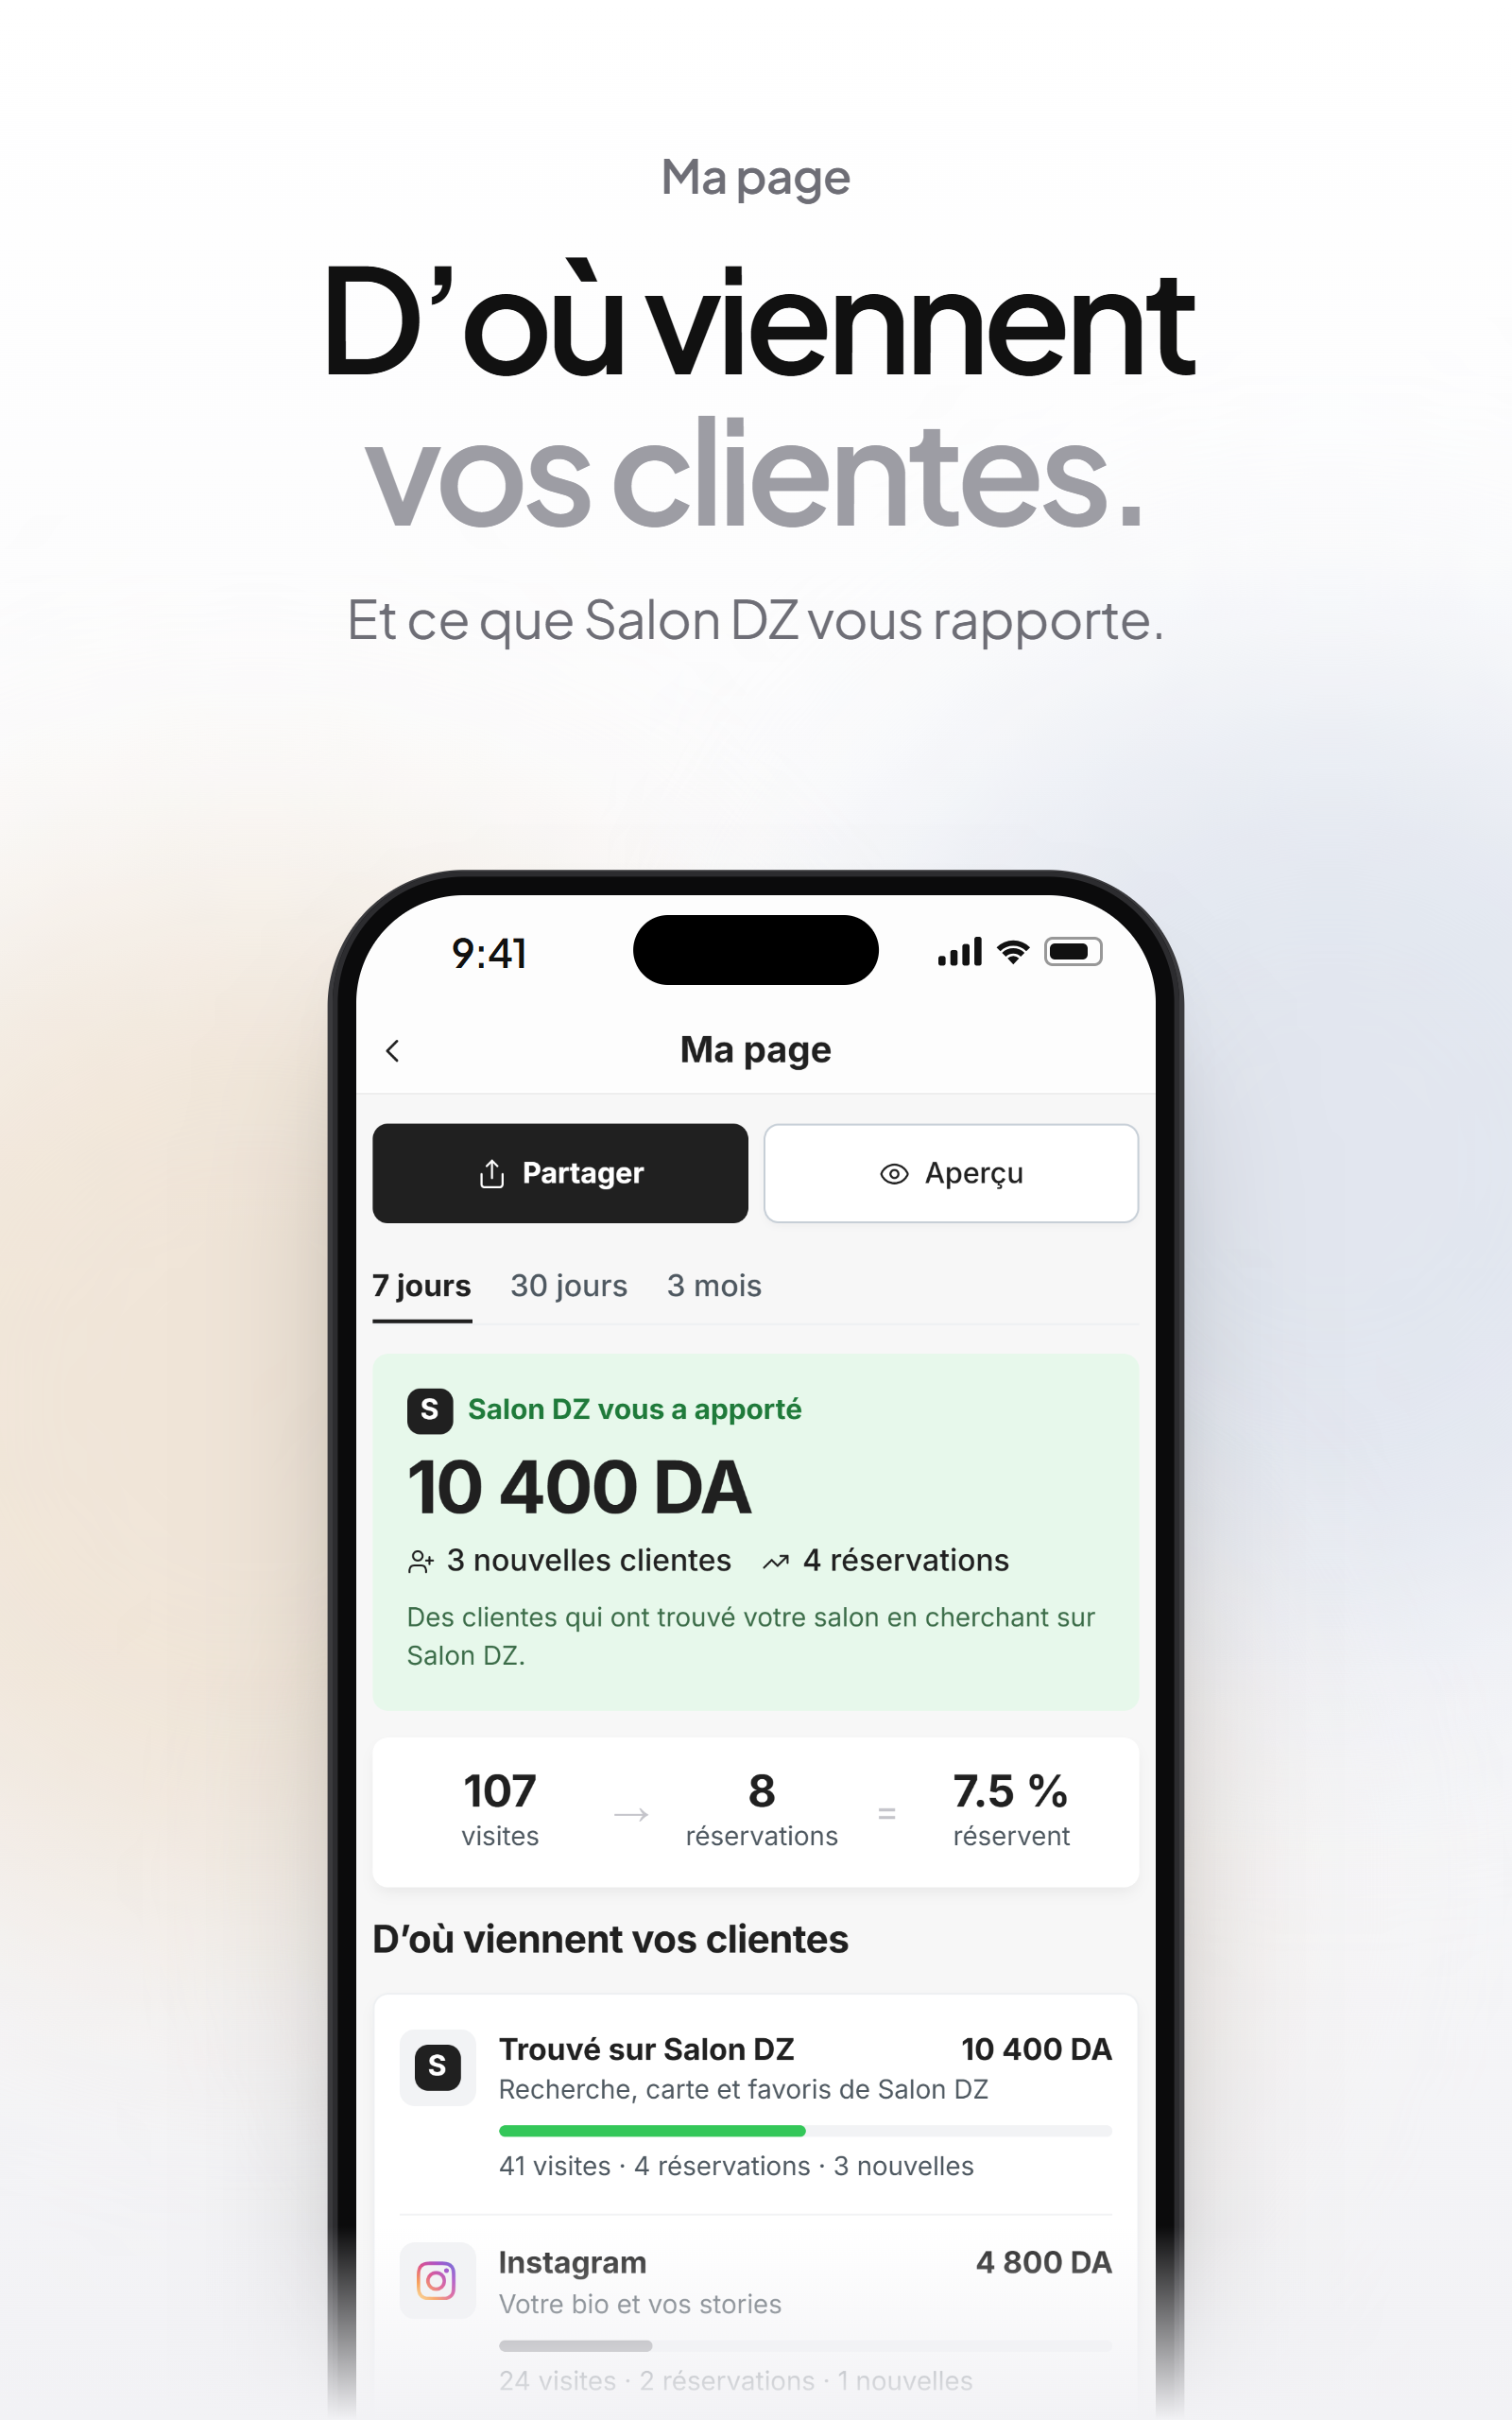 Ma page
D’où viennent
vos clientes.
Et ce que Salon DZ vous rapporte.
9:41
Ma page
Partager
Aperçu
7 jours
30 jours
3 mois
S
Salon DZ vous a apporté
10 400 DA
3 nouvelles clientes
4 réservations
Des clientes qui ont trouvé votre salon en cherchant sur
Salon DZ.
107 → 8 = 7.5 %
visites réservations réservent
D’où viennent vos clientes
S
Trouvé sur Salon DZ 10 400 DA
Recherche, carte et favoris de Salon DZ
41 visites · 4 réservations · 3 nouvelles
Instagram 4 800 DA
Votre bio et vos stories
24 visites · 2 réservations · 1 nouvelles